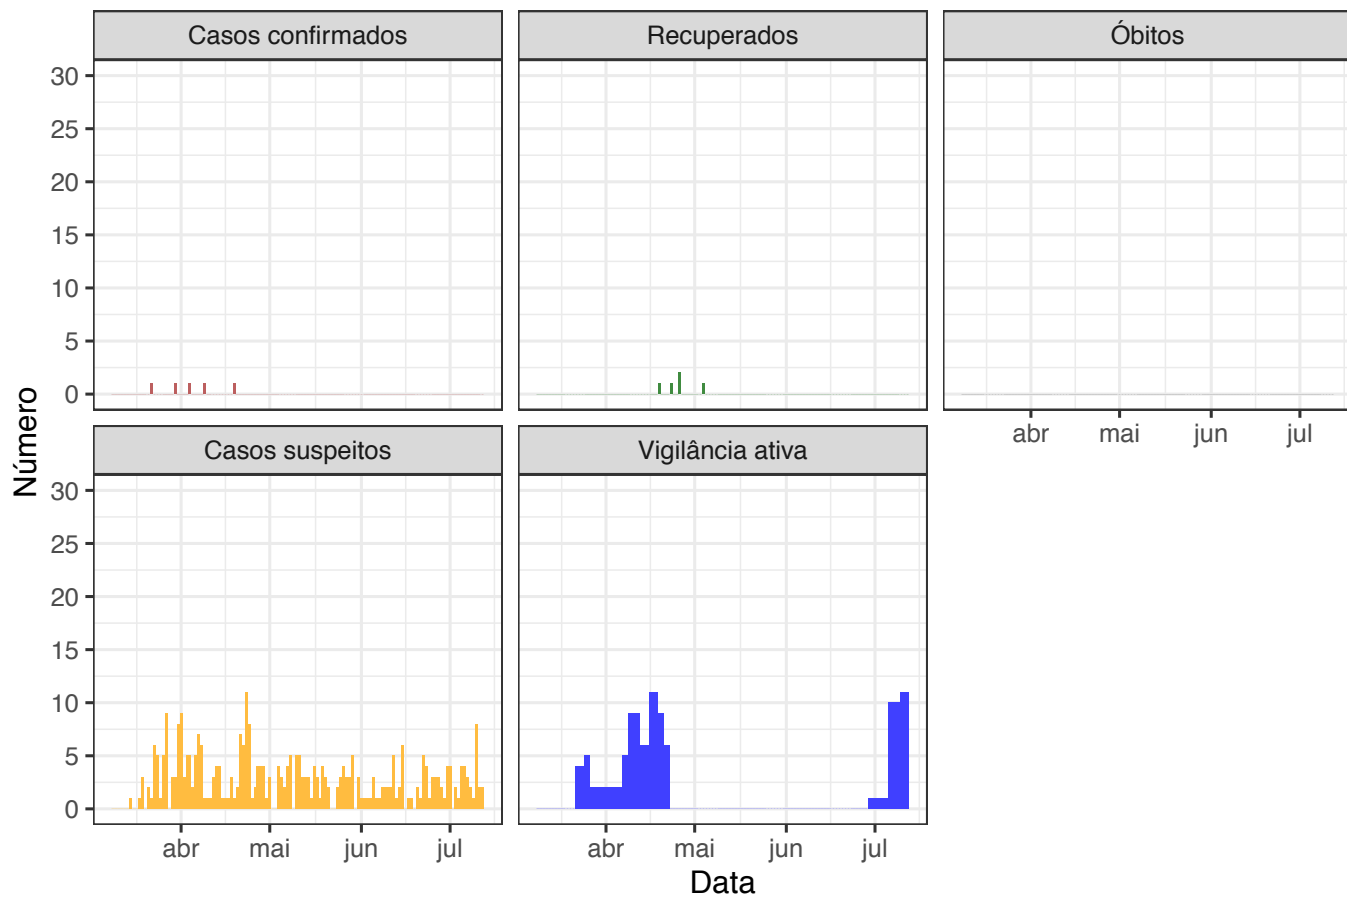 Casos confirmados
Recuperados
Óbitos
30
25
20
15
10
5
0
abr mai jun jul
Casos suspeitos
Vigilância ativa
30
25
20
15
10
5
0
abr mai jun jul
abr mai jun jul
Número
Data